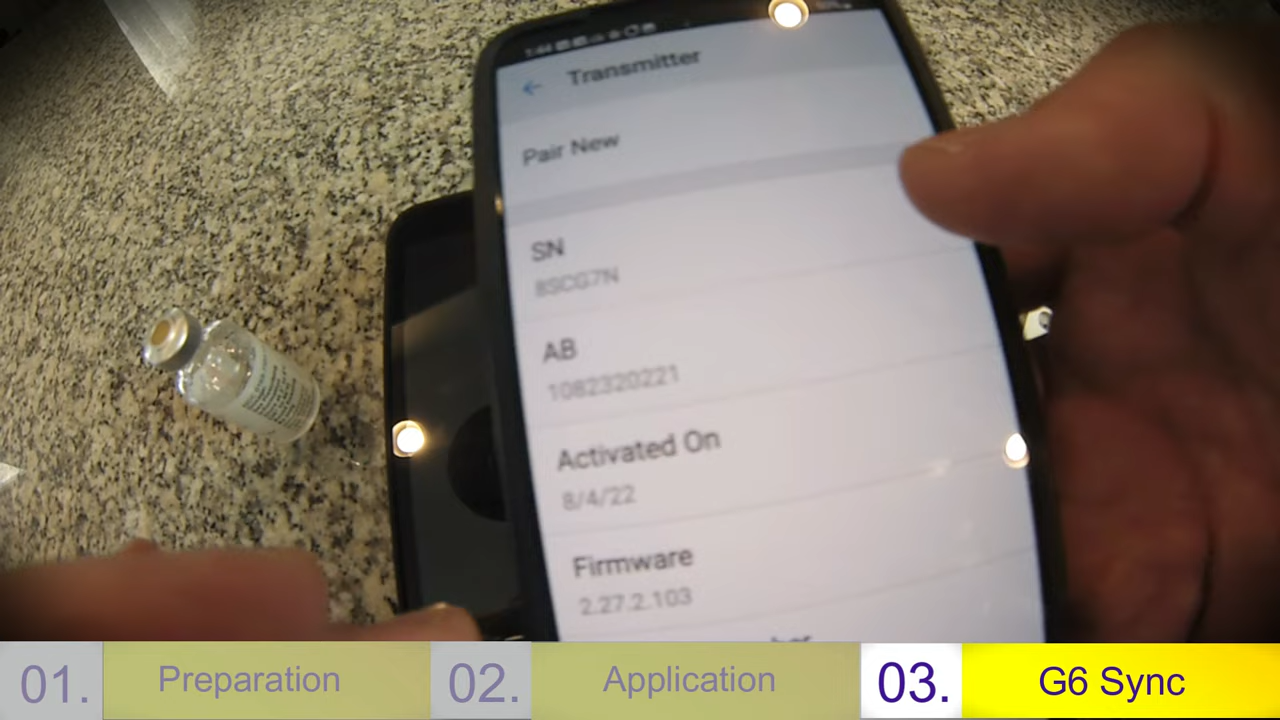 Transmitter
Pair New
SN
8SCG7N
AB
1082320221
Activated On
8/4/22
Firmware
2.27.2.103
01.
Preparation
02.
Application
03.
G6 Sync